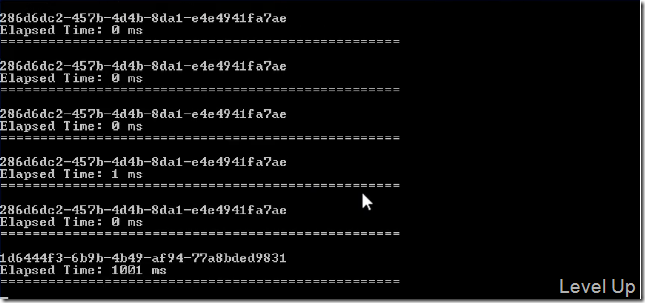 286d6dc2-457b-4d4b-8da1-e4e4941fa7ae
Elapsed Time: 0 ms
==================================================
286d6dc2-457b-4d4b-8da1-e4e4941fa7ae
Elapsed Time: 0 ms
==================================================
286d6dc2-457b-4d4b-8da1-e4e4941fa7ae
Elapsed Time: 0 ms
==================================================
286d6dc2-457b-4d4b-8da1-e4e4941fa7ae
Elapsed Time: 1 ms
==================================================
286d6dc2-457b-4d4b-8da1-e4e4941fa7ae
Elapsed Time: 0 ms
==================================================
1d6444f3-6b9b-4b49-af94-77a8bded9831
Elapsed Time: 1001 ms
==================================================
Level Up